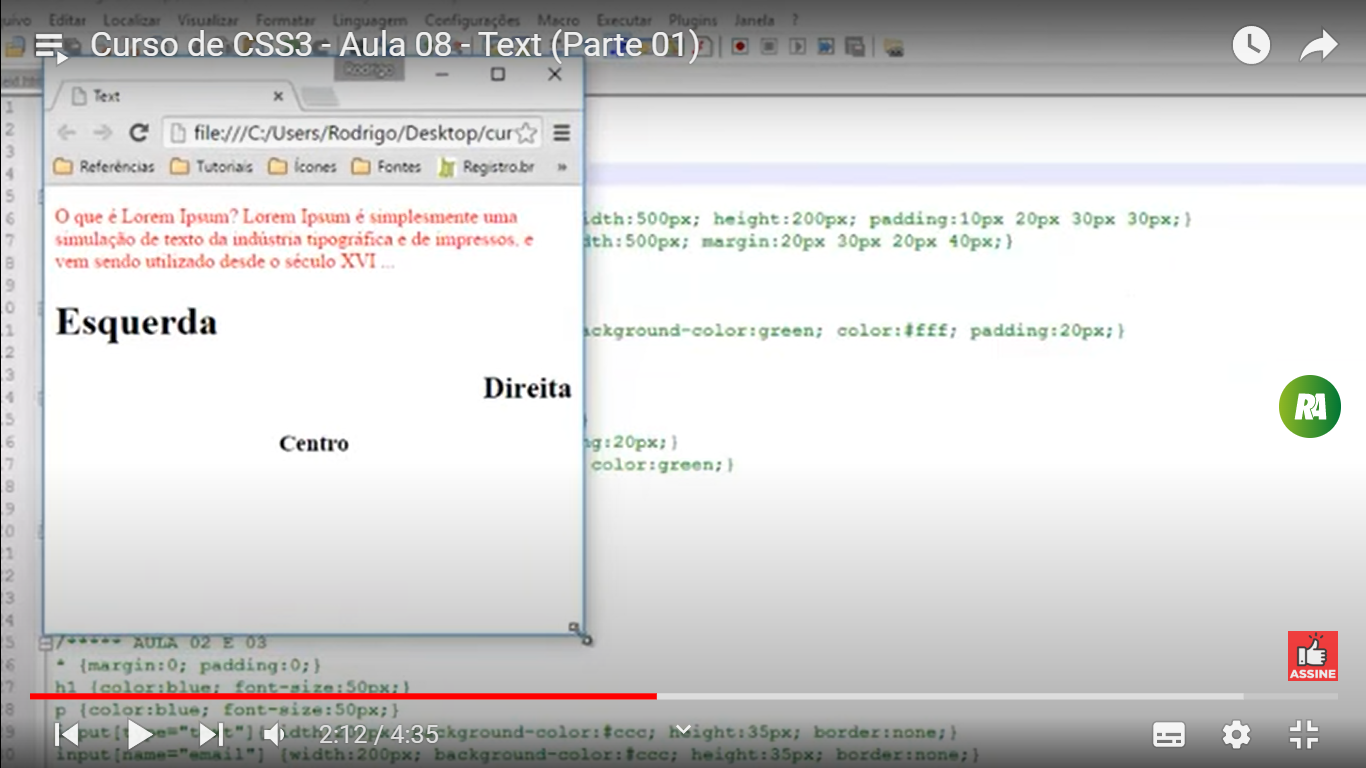 uivo Editar Localizar Visualizar Formatar Linguagem Configurações Macro Executar Plugins Janela ?
Curso de CSS3 - Aula 08 - Text (Parte 01)
Rodrigo
Text
file:///C:/Users/Rodrigo/Desktop/cur
Referências Tutoriais Ícones Fontes Registro.br »
O que é Lorem Ipsum? Lorem Ipsum é simplesmente uma
simulação de texto da indústria tipográfica e de impressos, e
vem sendo utilizado desde o século XVI ...
Esquerda
Direita
Centro
idth:500px; height:200px; padding:10px 20px 30px 30px;}
dth:500px; margin:20px 30px 20px 40px;}
ackground-color:green; color:#fff; padding:20px;}
}
ng:20px;}
color:green;}
RA
ASSINE
/***** AULA 02 E 03
* {margin:0; padding:0;}
h1 {color:blue; font-size:50px;}
p {color:blue; font-size:50px;}
background-color:#ccc; height:35px; border:none;}
input[name="email"] {width:200px; background-color:#ccc; height:35px; border:none;}
2:12 / 4:35